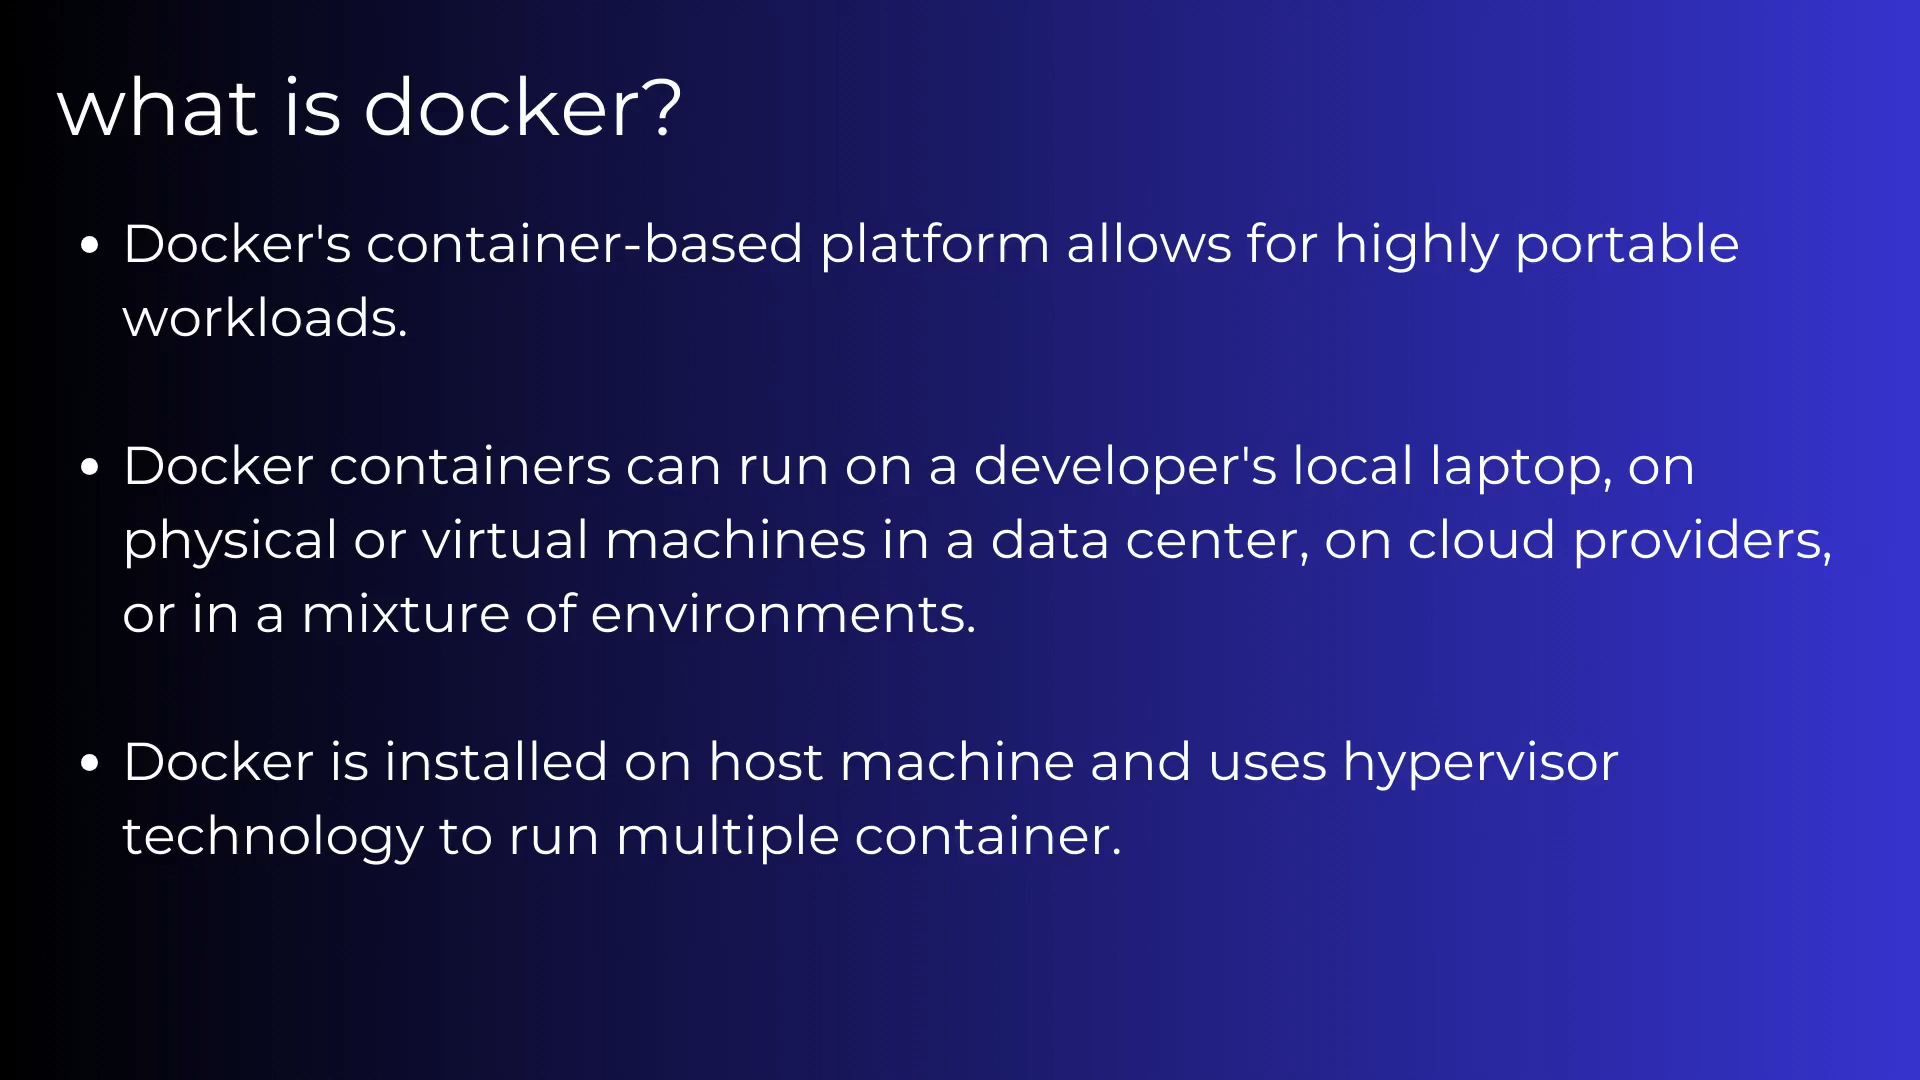 what is docker?
• Docker's container-based platform allows for highly portable
workloads.
• Docker containers can run on a developer's local laptop, on
physical or virtual machines in a data center, on cloud providers,
or in a mixture of environments.
• Docker is installed on host machine and uses hypervisor
technology to run multiple container.